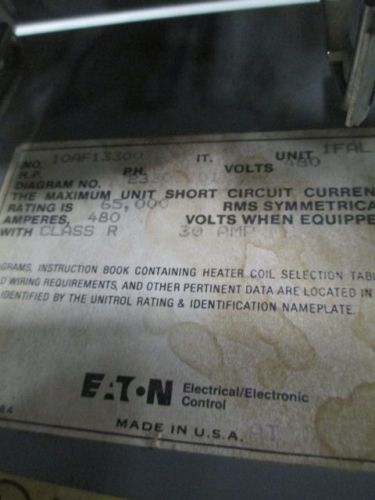 NO. 10AF13300 IT. UNIT 1FAL
H.P. PH. VOLTS 480
DIAGRAM NO.
THE MAXIMUM UNIT SHORT CIRCUIT CURREN
RATING IS 65,000 RMS SYMMETRICA
AMPERES, 480 VOLTS WHEN EQUIPPE
WITH CLASS R 30 AMP
GRAMS, INSTRUCTION BOOK CONTAINING HEATER COIL SELECTION TABL
D WIRING REQUIREMENTS, AND OTHER PERTINENT DATA ARE LOCATED IN
IDENTIFIED BY THE UNITROL RATING & IDENTIFICATION NAMEPLATE.
EATON Electrical/Electronic
Control
84
MADE IN U.S.A.